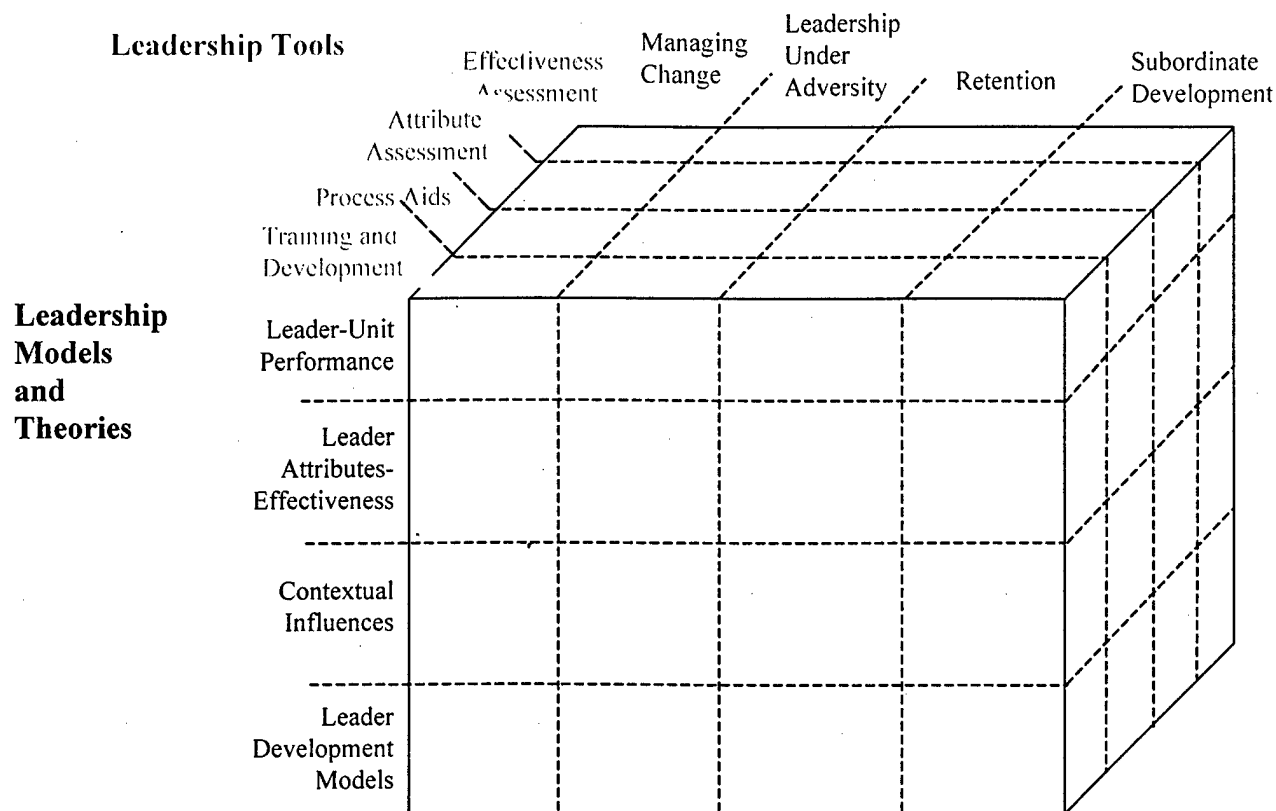 Leadership Tools
Effectiveness
Assessment
Managing
Change
Leadership
Under
Adversity
Retention
Subordinate
Development
Attribute
Assessment
Process Aids
Training and
Development
Leadership
Models
and
Theories
Leader-Unit
Performance
Leader
Attributes-
Effectiveness
Contextual
Influences
Leader
Development
Models